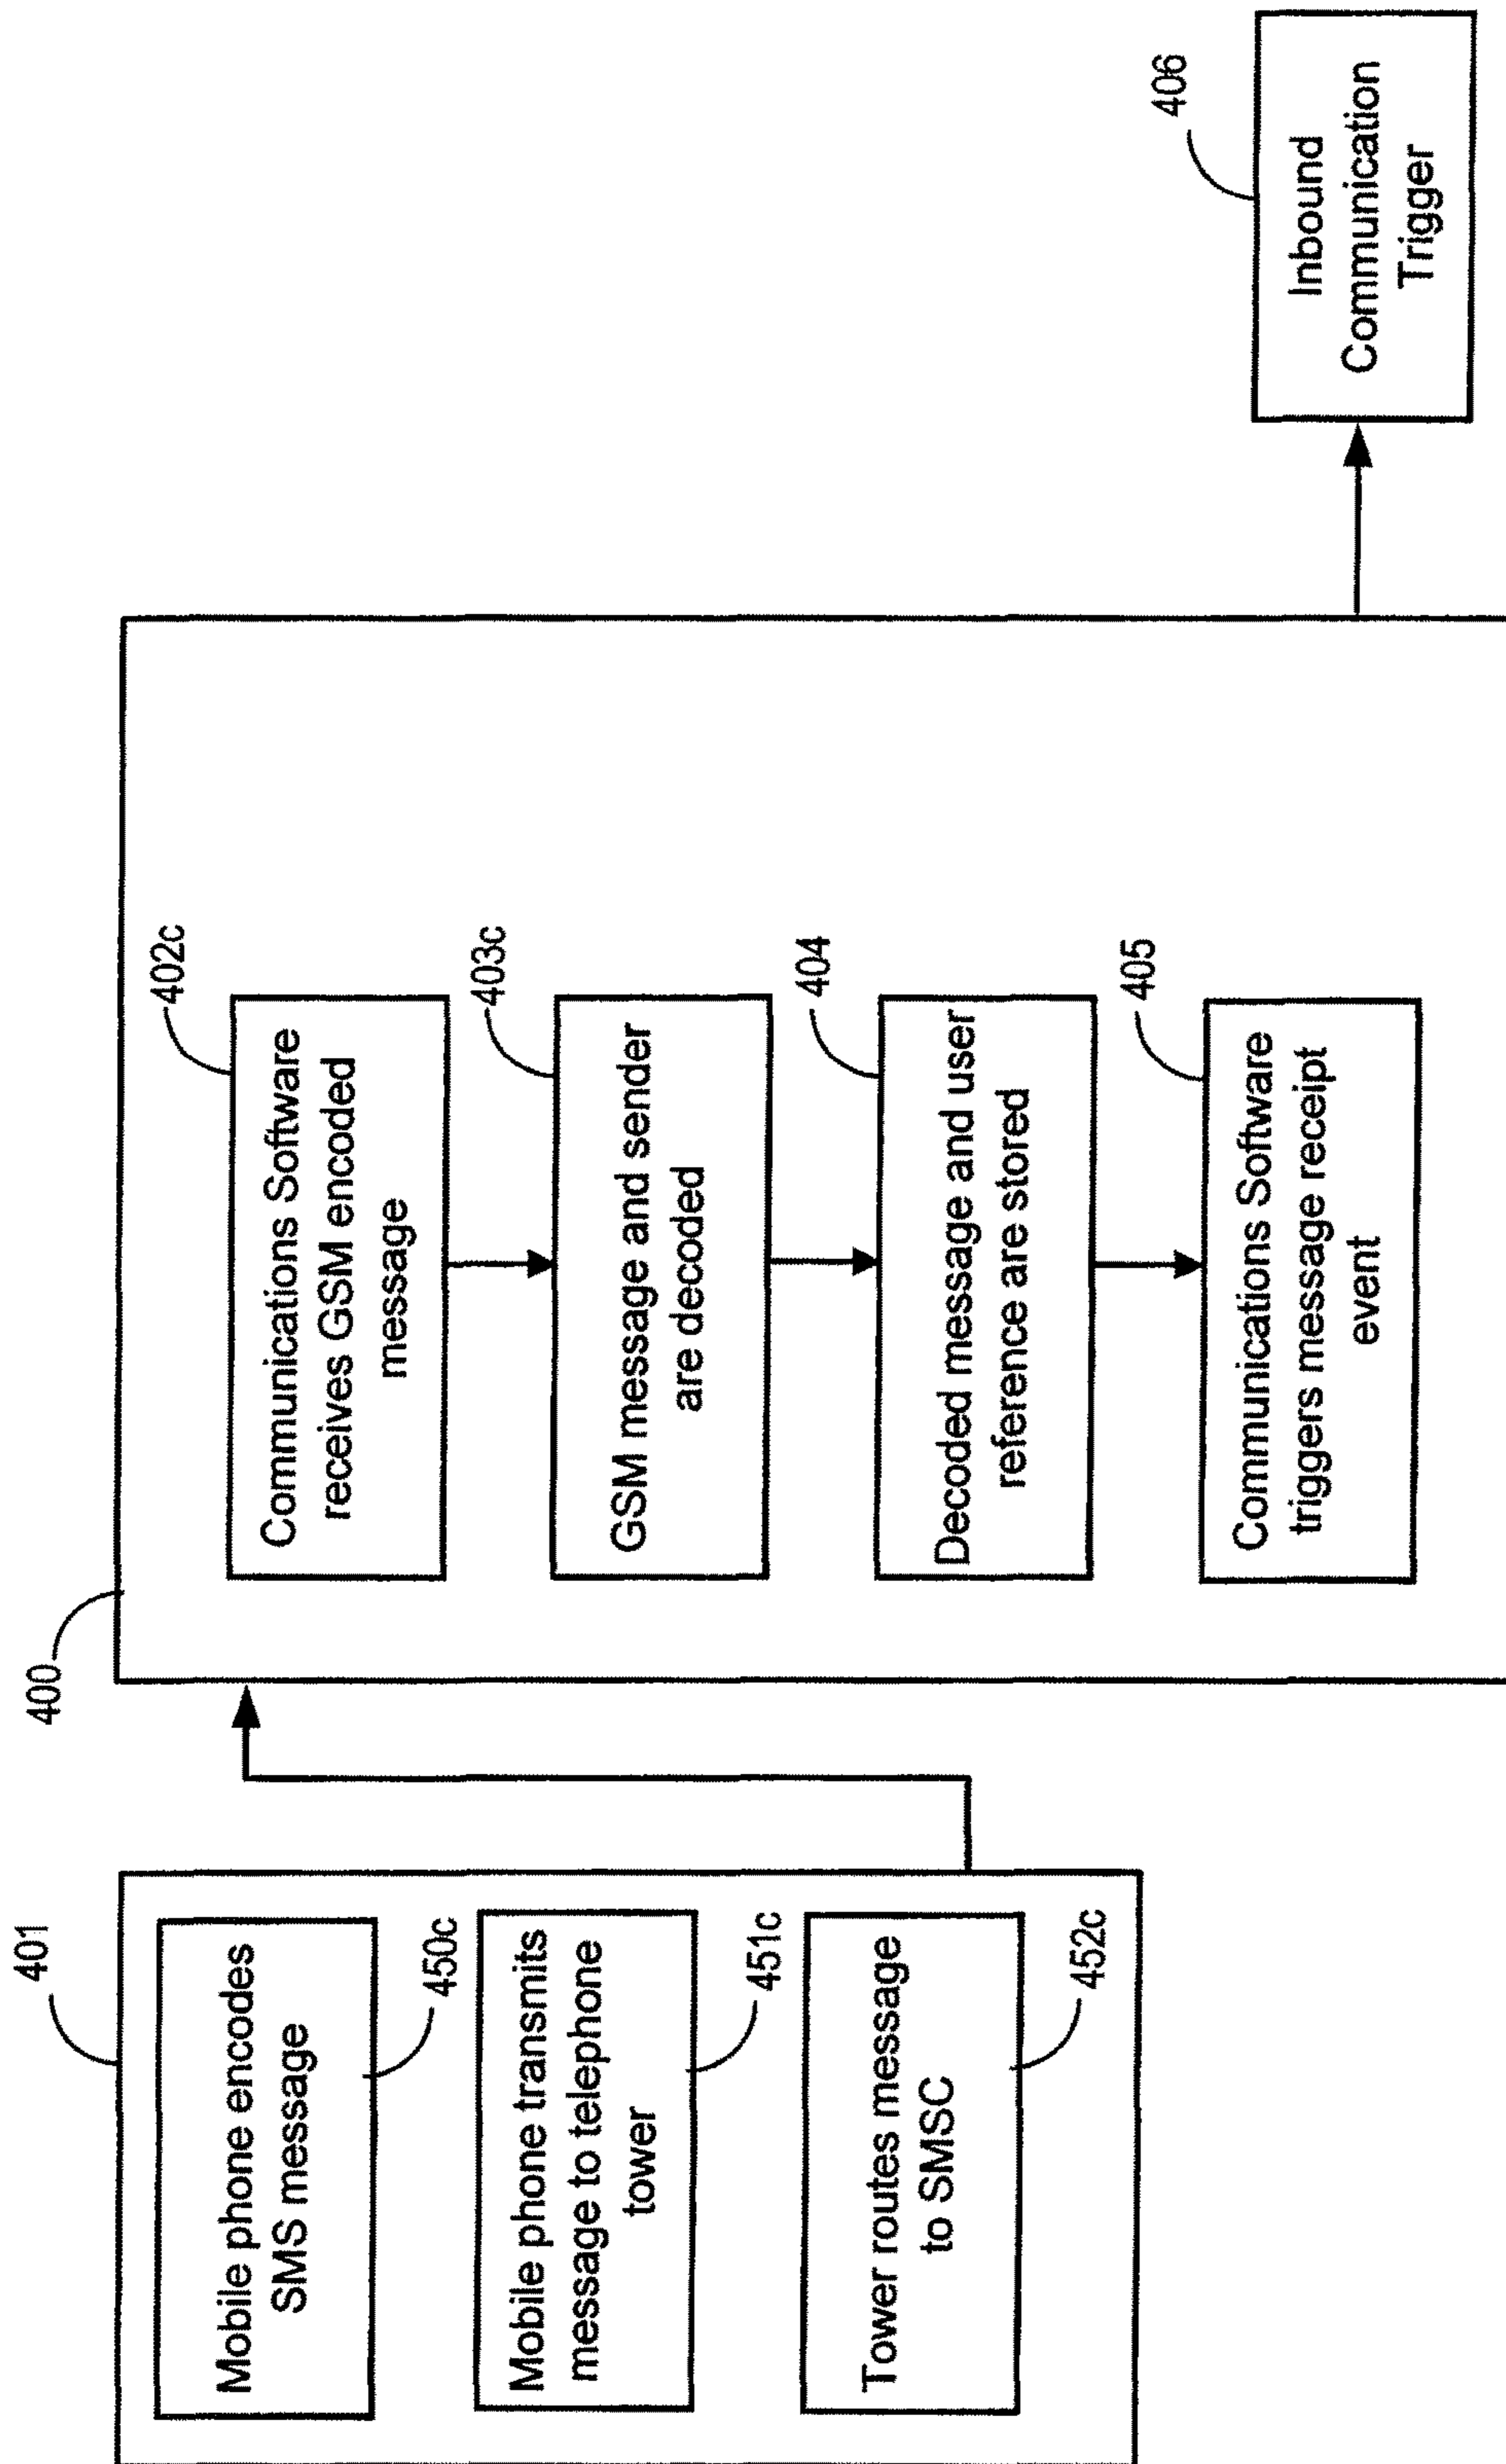 401
Mobile phone encodes
SMS message
450c
Mobile phone transmits
message to telephone
tower
451c
Tower routes message
to SMSC
452c
400
Communications Software
receives GSM encoded
message
402c
GSM message and sender
are decoded
403c
Decoded message and user
reference are stored
404
Communications Software
triggers message receipt
event
405
Inbound
Communication
Trigger
406